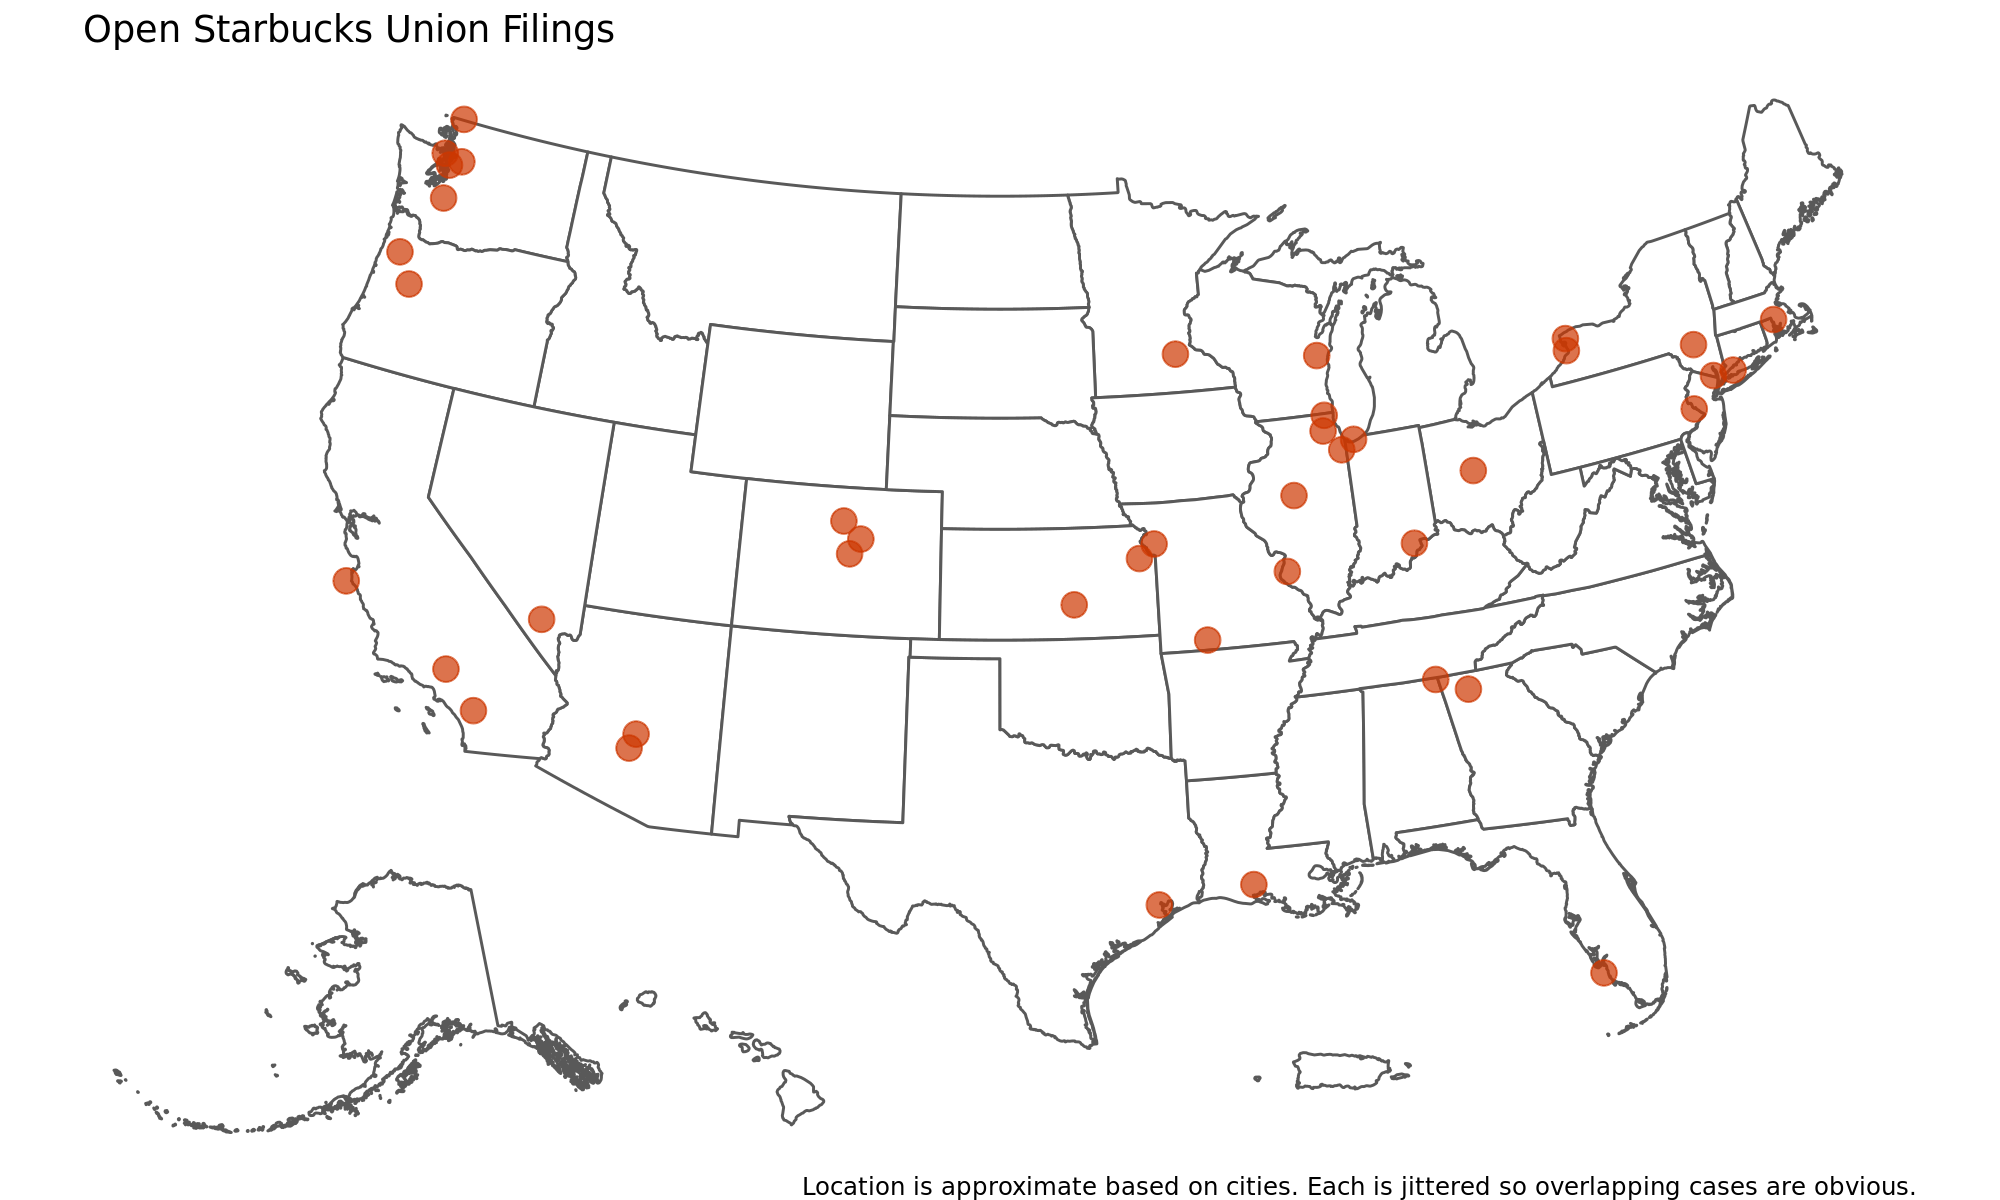 Open Starbucks Union Filings
Location is approximate based on cities. Each is jittered so overlapping cases are obvious.